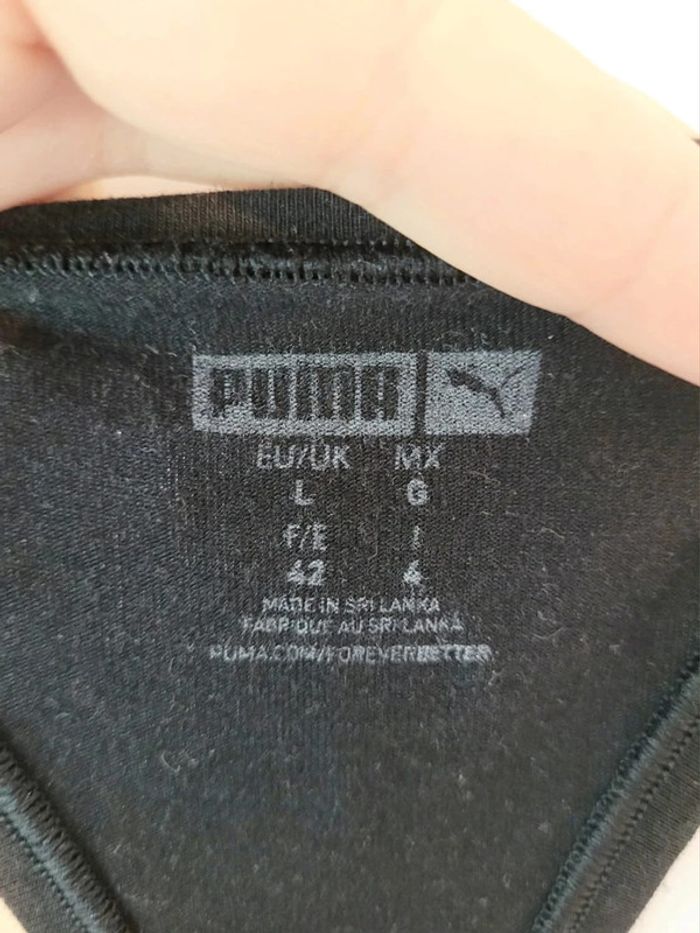 PUMA
EU/UK MX
L G
F/E I
42 4
MADE IN SRI LANKA
FABRIQUÉ AU SRI LANKA
PUMA.COM/FOREVERBETTER